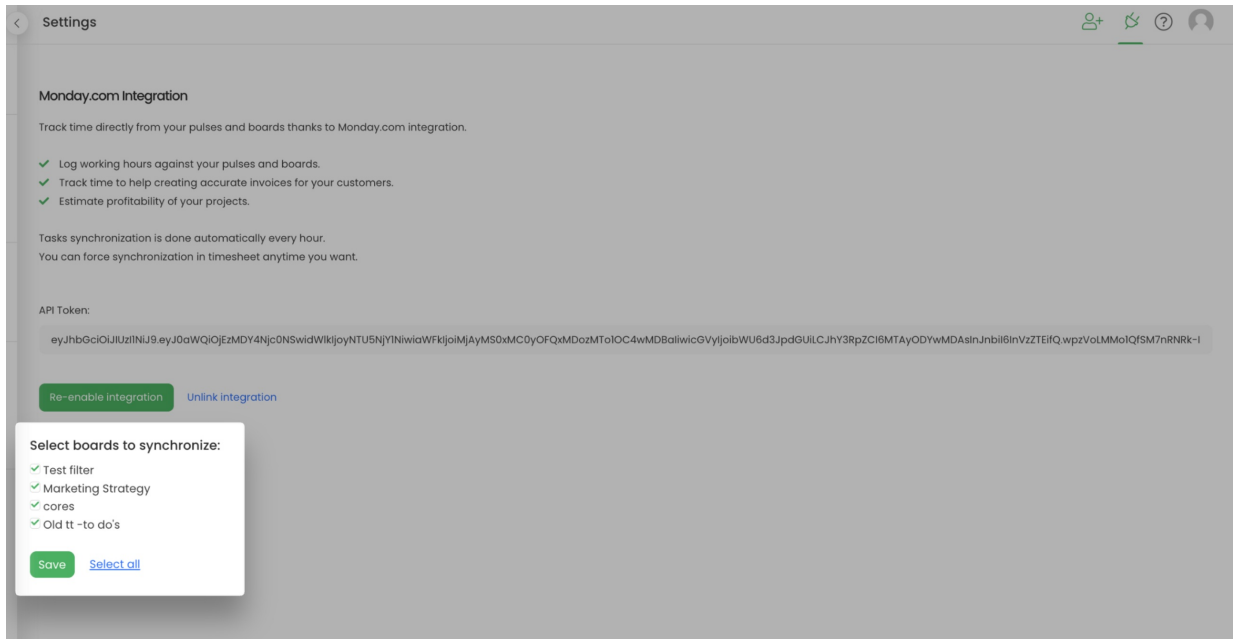 Settings
Monday.com Integration
Track time directly from your pulses and boards thanks to Monday.com integration.
Log working hours against your pulses and boards.
Track time to help creating accurate invoices for your customers.
Estimate profitability of your projects.
Tasks synchronization is done automatically every hour.
You can force synchronization in timesheet anytime you want.
API Token:
Re-enable integration Unlink integration
Select boards to synchronize:
Test filter
Marketing Strategy
cores
Old tt -to do's
Save Select all